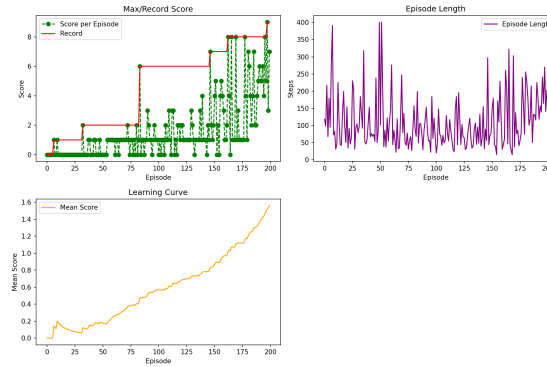 Max/Record Score
Score per Episode
Record
Score
8
6
4
2
0
0 25 50 75 100 125 150 175 200
Episode
Episode Length
Episode Length
Steps
400
350
300
250
200
150
100
50
0
0 25 50 75 100 125 150 175
Episode
Learning Curve
Mean Score
Mean Score
1.6
1.4
1.2
1.0
0.8
0.6
0.4
0.2
0.0
0 25 50 75 100 125 150 175 200
Episode